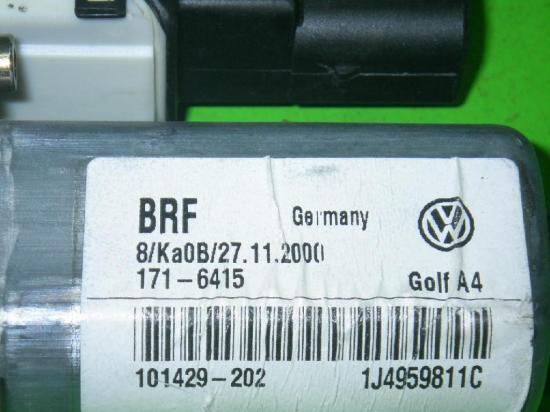 BRF Germany
8/Ka0B/27.11.2000
171-6415 Golf A4
101429-202 1J4959811C